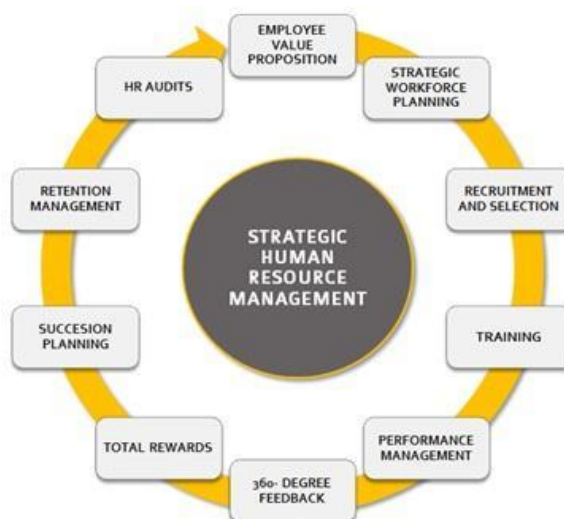 EMPLOYEE
VALUE
PROPOSITION
STRATEGIC
WORKFORCE
PLANNING
RECRUITMENT
AND SELECTION
TRAINING
PERFORMANCE
MANAGEMENT
360- DEGREE
FEEDBACK
TOTAL REWARDS
SUCCESION
PLANNING
RETENTION
MANAGEMENT
HR AUDITS
STRATEGIC
HUMAN
RESOURCE
MANAGEMENT